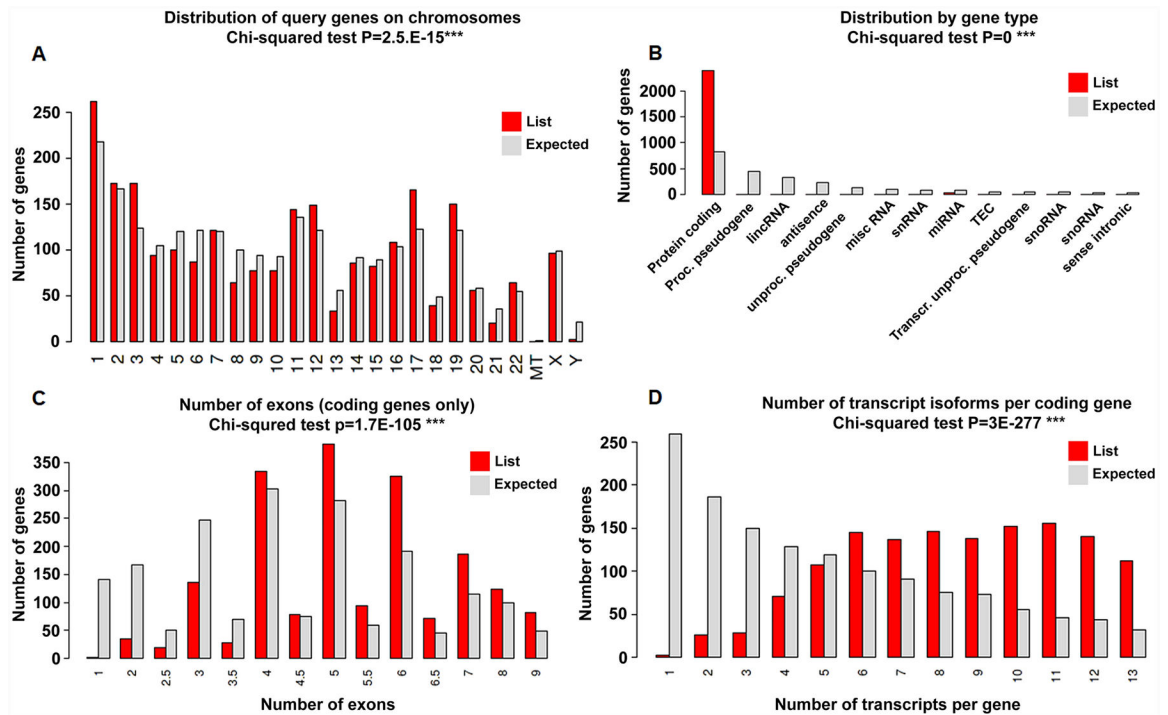 Distribution of query genes on chromosomes
Chi-squared test P=2.5.E-15***
A
Number of genes
250
200
150
100
50
0
List
Expected
1 2 3 4 5 6 7 8 9 10 11 12 13 14 15 16 17 18 19 20 21 22 MT X Y
Distribution by gene type
Chi-squared test P=0 ***
B
Number of genes
2000
1500
1000
500
0
List
Expected
Protein coding
Proc. pseudogene
lincRNA
antisence
unproc. pseudogene
misc RNA
snRNA
miRNA
TEC
Transcr. unproc. pseudogene
snoRNA
snoRNA
sense intronic
C
Number of exons (coding genes only)
Chi-squred test p=1.7E-105 ***
Number of genes
350
300
250
200
150
100
50
0
List
Expected
1 2 2.5 3 3.5 4 4.5 5 5.5 6 6.5 7 8 9
Number of exons
D
Number of transcript isoforms per coding gene
Chi-squared test P=3E-277 ***
Number of genes
250
200
150
100
50
0
List
Expected
1 2 3 4 5 6 7 8 9 10 11 12 13
Number of transcripts per gene